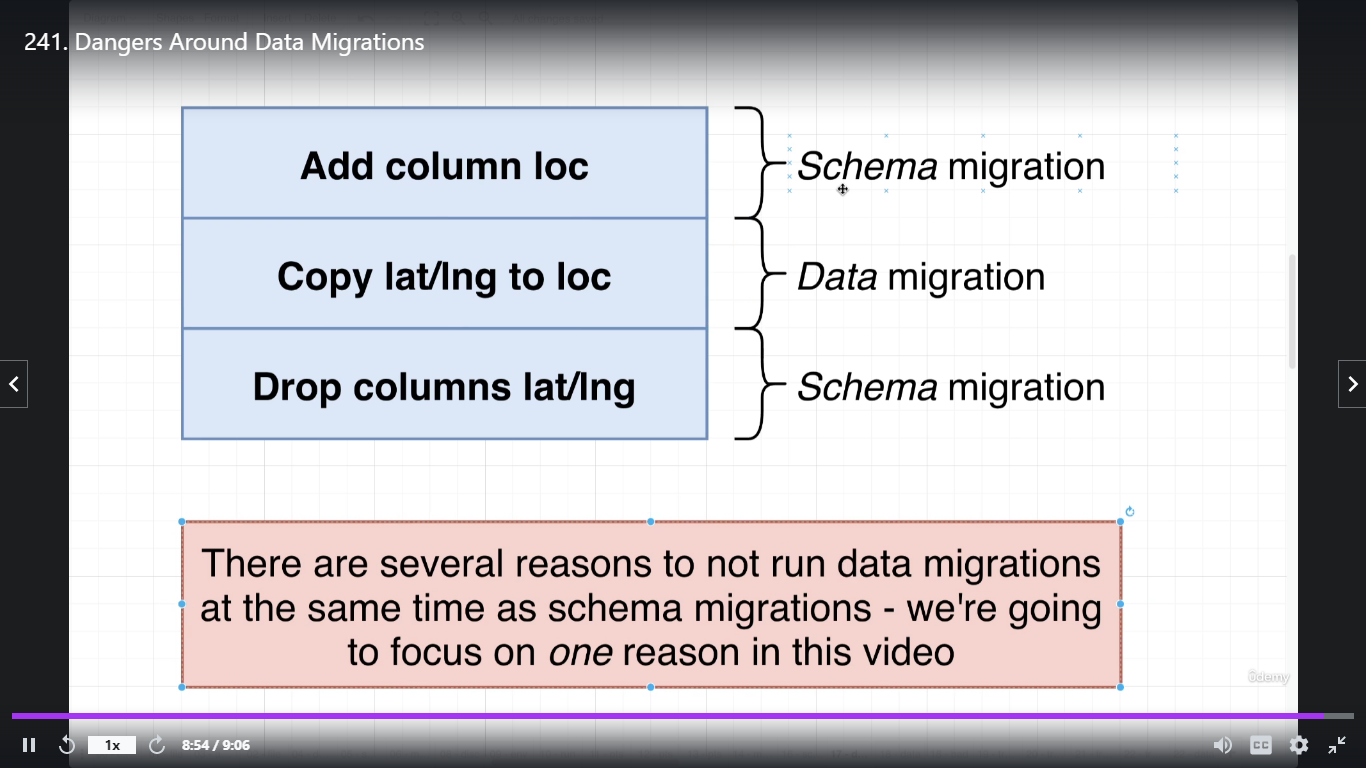 241. Dangers Around Data Migrations
Add column loc
Schema migration
Copy lat/lng to loc
Data migration
Drop columns lat/lng
Schema migration
There are several reasons to not run data migrations
at the same time as schema migrations - we're going
to focus on one reason in this video
ûdemy
1x
8:54 / 9:06
CC